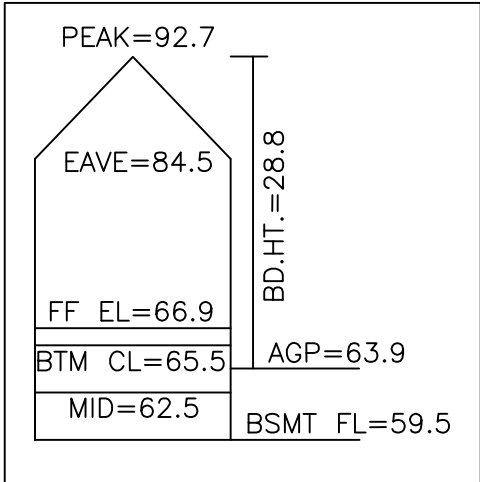 PEAK=92.7
EAVE=84.5
BD.HT.=28.8
FF EL=66.9
BTM CL=65.5
AGP=63.9
MID=62.5
BSMT FL=59.5